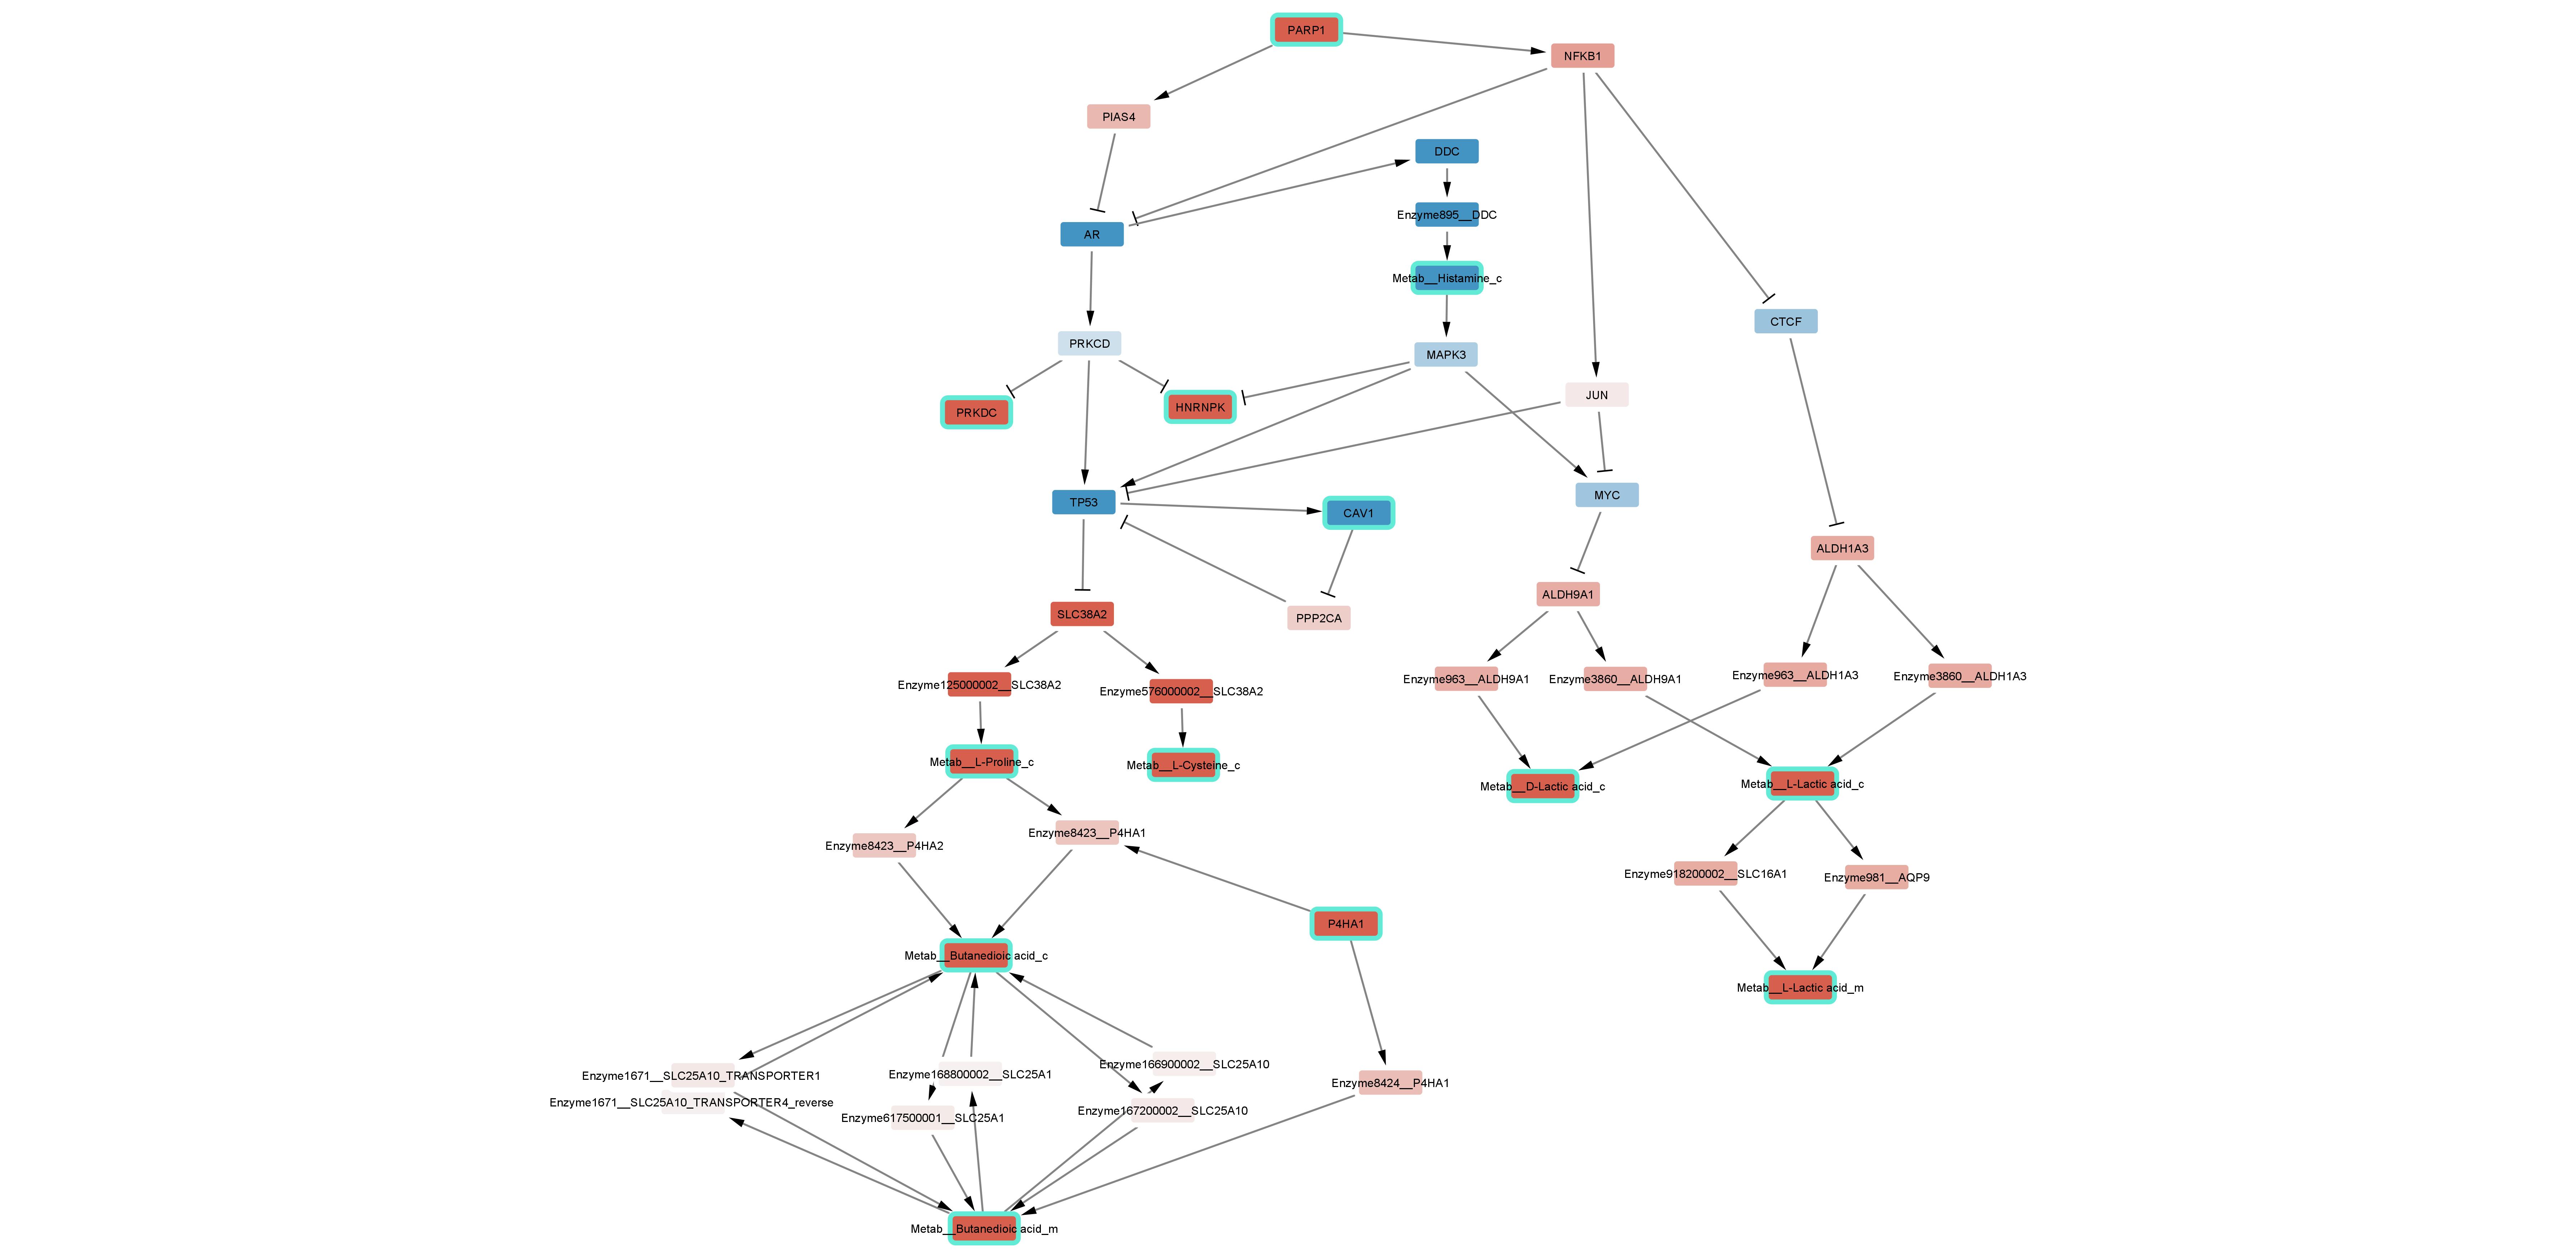 PARP1
NFKB1
PIAS4
DDC
Enzyme895__DDC
AR
Metab__Histamine_c
CTCF
PRKCD
MAPK3
JUN
PRKDC
HNRNPK
TP53
MYC
CAV1
ALDH1A3
ALDH9A1
SLC38A2
PPP2CA
Enzyme125000002__SLC38A2
Enzyme576000002__SLC38A2
Enzyme963__ALDH9A1
Enzyme3860__ALDH9A1
Enzyme963__ALDH1A3
Enzyme3860__ALDH1A3
Metab__L-Proline_c
Metab__L-Cysteine_c
Metab__D-Lactic acid_c
Metab__L-Lactic acid_c
Enzyme8423__P4HA2
Enzyme8423__P4HA1
Enzyme918200002__SLC16A1
Enzyme981__AQP9
P4HA1
Metab__Butanedioic acid_c
Metab__L-Lactic acid_m
Enzyme1671__SLC25A10_TRANSPORTER1
Enzyme168800002__SLC25A1
Enzyme166900002__SLC25A10
Enzyme8424__P4HA1
Enzyme1671__SLC25A10_TRANSPORTER4_reverse
Enzyme617500001__SLC25A1
Enzyme167200002__SLC25A10
Metab__Butanedioic acid_m